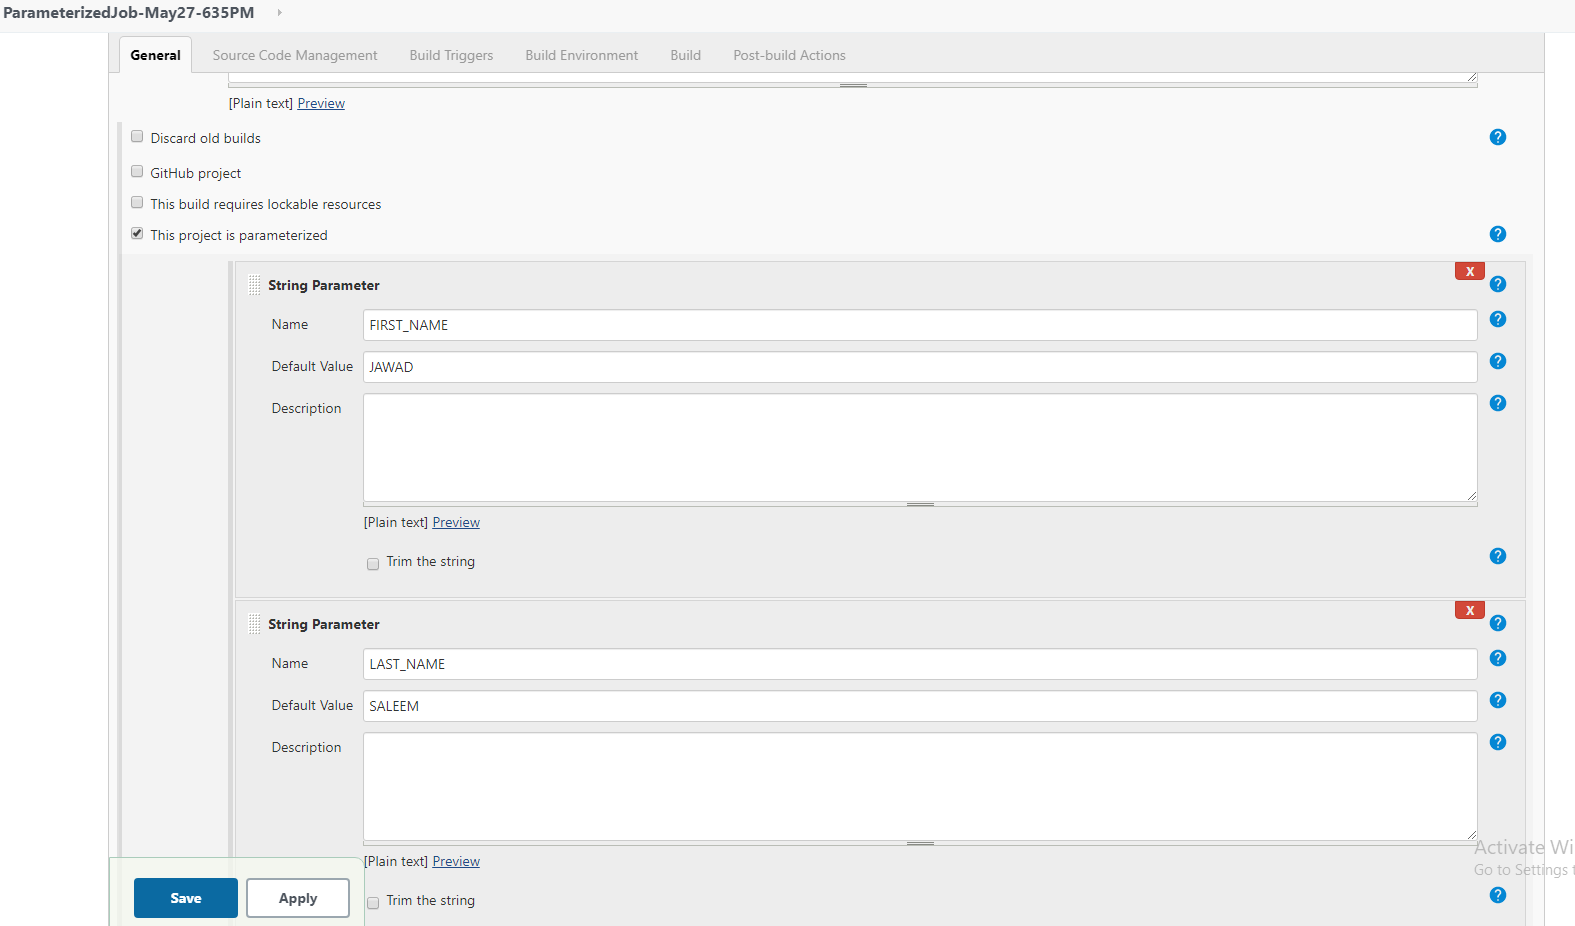 ParameterizedJob-May27-635PM
General Source Code Management Build Triggers Build Environment Build Post-build Actions
[Plain text] Preview
Discard old builds ?
GitHub project
This build requires lockable resources
This project is parameterized ?
X
String Parameter ?
Name FIRST_NAME ?
Default Value JAWAD ?
Description ?
[Plain text] Preview
Trim the string ?
X
String Parameter ?
Name LAST_NAME ?
Default Value SALEEM ?
Description ?
Activate Wi
[Plain text] Preview
Go to Settings t
Save Apply Trim the string ?